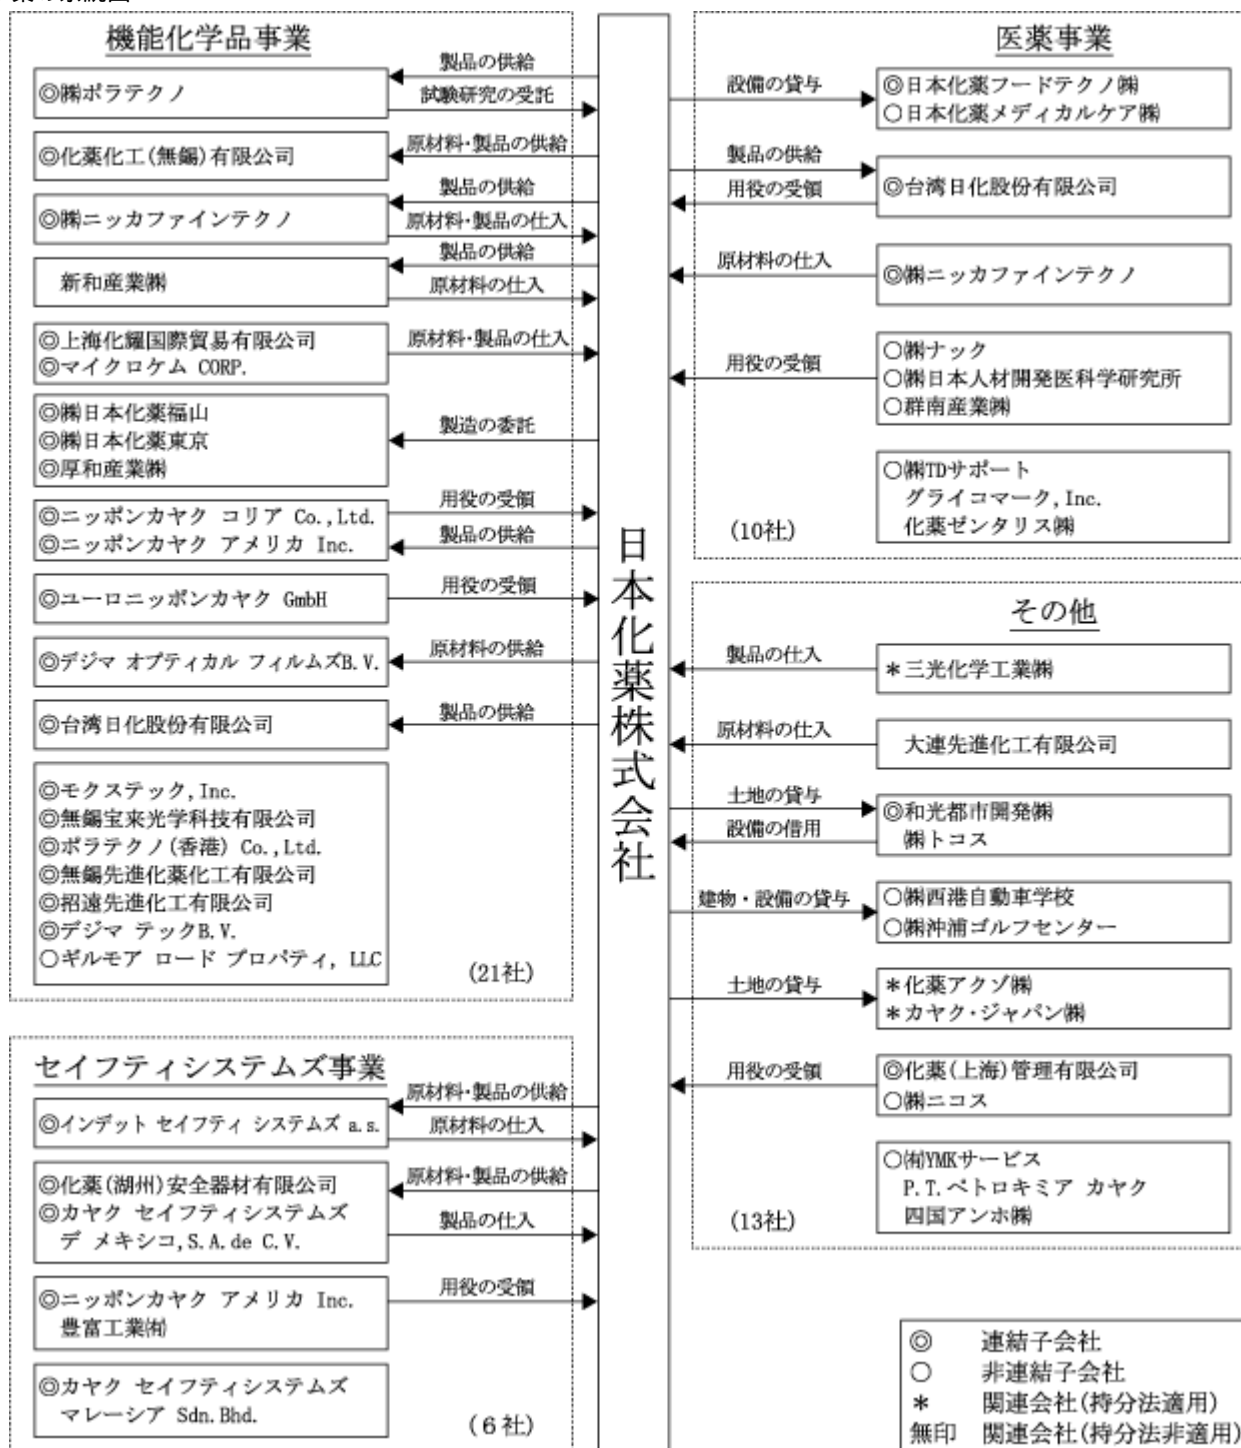 機能化学品事業
◎㈱ポラテクノ
製品の供給
試験研究の受託
◎化薬化工(無錫)有限公司
原材料・製品の供給
◎㈱ニッカファインテクノ
製品の供給
原材料・製品の仕入
新和産業㈱
製品の供給
原材料の仕入
◎上海化耀国際貿易有限公司
◎マイクロケム CORP.
原材料・製品の仕入
◎㈱日本化薬福山
◎㈱日本化薬東京
◎厚和産業㈱
製造の委託
◎ニッポンカヤク コリア Co.,Ltd.
◎ニッポンカヤク アメリカ Inc.
用役の受領
製品の供給
◎ユーロニッポンカヤク GmbH
用役の受領
◎デジマ オプティカル フィルムズB.V.
原材料の供給
◎台湾日化股份有限公司
製品の供給
◎モクステック,Inc.
◎無錫宝来光学科技有限公司
◎ポラテクノ(香港) Co.,Ltd.
◎無錫先進化薬化工有限公司
◎招遠先進化工有限公司
◎デジマ テックB.V.
○ギルモア ロード プロパティ, LLC
(21社)
セイフティシステムズ事業
◎インデット セイフティ システムズ a.s.
原材料・製品の供給
原材料の仕入
◎化薬(湖州)安全器材有限公司
◎カヤク セイフティシステムズ
デ メキシコ,S.A.de C.V.
原材料・製品の供給
製品の仕入
◎ニッポンカヤク アメリカ Inc.
豊富工業㈲
用役の受領
◎カヤク セイフティシステムズ
マレーシア Sdn.Bhd.
(6社)
日本化薬株式会社
医薬事業
設備の貸与
◎日本化薬フードテクノ㈱
○日本化薬メディカルケア㈱
製品の供給
用役の受領
◎台湾日化股份有限公司
原材料の仕入
◎㈱ニッカファインテクノ
用役の受領
○㈱ナック
○㈱日本人材開発医科学研究所
○群南産業㈱
○㈱TDサポート
グライコマーク,Inc.
化薬ゼンタリス㈱
(10社)
その他
製品の仕入
＊三光化学工業㈱
原材料の仕入
大連先進化工有限公司
土地の貸与
設備の借用
◎和光都市開発㈱
㈱トコス
建物・設備の貸与
○㈱西港自動車学校
○㈱沖浦ゴルフセンター
土地の貸与
＊化薬アクゾ㈱
＊カヤク・ジャパン㈱
用役の受領
◎化薬(上海)管理有限公司
○㈱ニコス
○㈲YMKサービス
P.T.ペトロキミア カヤク
四国アンホ㈱
(13社)
◎ 連結子会社
○ 非連結子会社
＊ 関連会社(持分法適用)
無印 関連会社(持分法非適用)